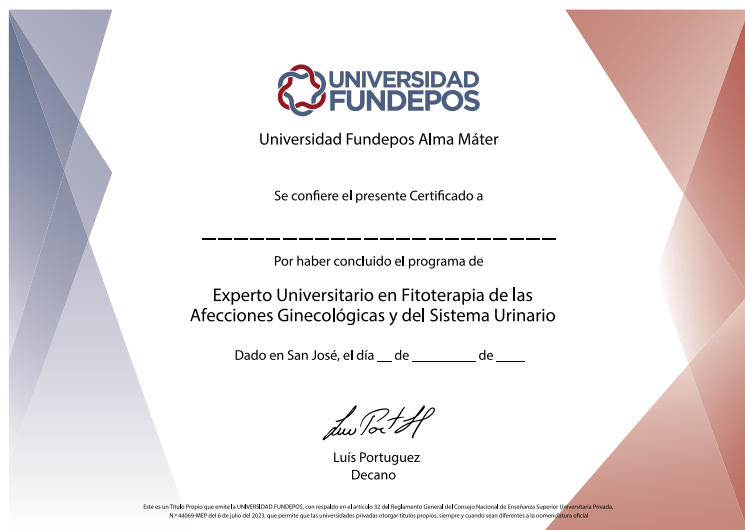 UNIVERSIDAD
FUNDEPOS
Universidad Fundepos Alma Máter
Se confiere el presente Certificado a
Por haber concluido el programa de
Experto Universitario en Fitoterapia de las
Afecciones Ginecológicas y del Sistema Urinario
Dado en San José, el día __ de ________ de ____
Luís Portuguez
Decano
Este es un Título Propio que emite la UNIVERSIDAD FUNDEPOS, con respaldo en el artículo 32 del Reglamento General del Consejo Nacional de Enseñanza Superior Universitaria Privada,
N.º 44069-MEP del 6 de julio del 2023, que permite que las universidades privadas otorgar títulos propios, siempre y cuando sean diferentes a la nomenclatura oficial